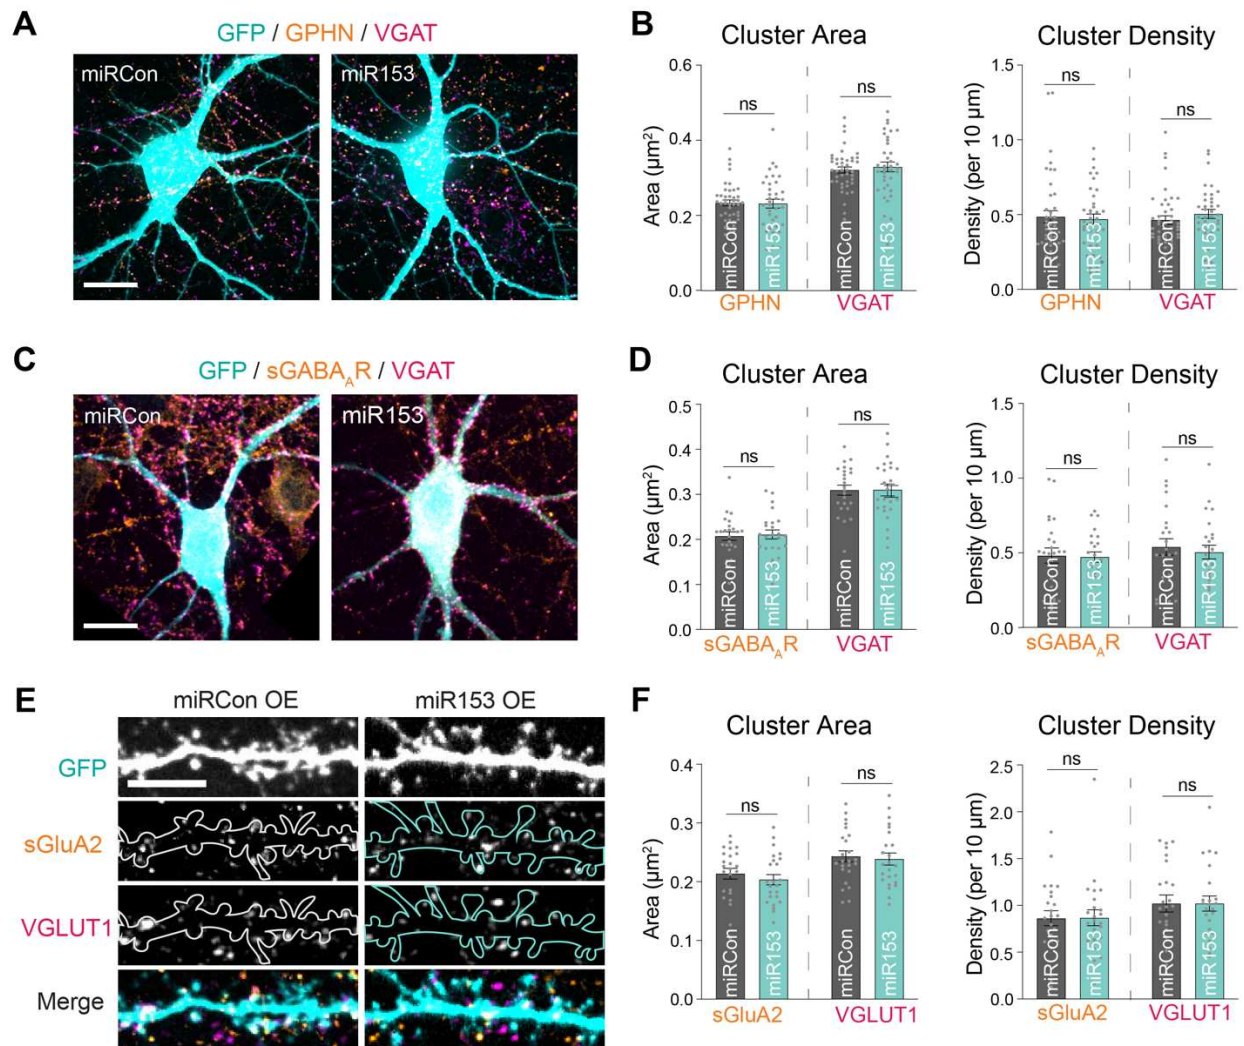 A
GFP / GPHN / VGAT
miRCon
miR153
B
Cluster Area
Cluster Density
Area (µm²)
0.6
0.4
0.2
0.0
ns
ns
miRCon
miR153
miRCon
miR153
GPHN
VGAT
Density (per 10 µm)
1.5
1.0
0.5
0.0
ns
ns
miRCon
miR153
miRCon
miR153
GPHN
VGAT
C
GFP / sGABA_AR / VGAT
miRCon
miR153
D
Cluster Area
Cluster Density
Area (µm²)
0.5
0.4
0.3
0.2
0.1
0.0
ns
ns
miRCon
miR153
miRCon
miR153
sGABA_AR
VGAT
Density (per 10 µm)
1.5
1.0
0.5
0.0
ns
ns
miRCon
miR153
miRCon
miR153
sGABA_AR
VGAT
E
miRCon OE
miR153 OE
GFP
sGluA2
VGLUT1
Merge
F
Cluster Area
Cluster Density
Area (µm²)
0.4
0.3
0.2
0.1
0.0
ns
ns
miRCon
miR153
miRCon
miR153
sGluA2
VGLUT1
Density (per 10 µm)
2.5
2.0
1.5
1.0
0.5
0.0
ns
ns
miRCon
miR153
miRCon
miR153
sGluA2
VGLUT1